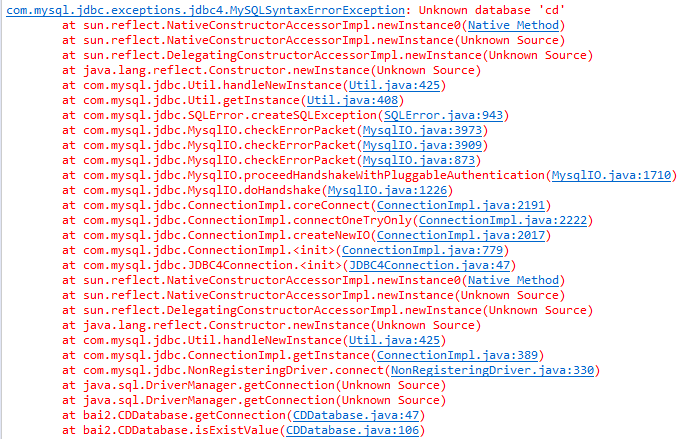 com.mysql.jdbc.exceptions.jdbc4.MySQLSyntaxErrorException: Unknown database 'cd'
at sun.reflect.NativeConstructorAccessorImpl.newInstance0(Native Method)
at sun.reflect.NativeConstructorAccessorImpl.newInstance(Unknown Source)
at sun.reflect.DelegatingConstructorAccessorImpl.newInstance(Unknown Source)
at java.lang.reflect.Constructor.newInstance(Unknown Source)
at com.mysql.jdbc.Util.handleNewInstance(Util.java:425)
at com.mysql.jdbc.Util.getInstance(Util.java:408)
at com.mysql.jdbc.SQLError.createSQLException(SQLError.java:943)
at com.mysql.jdbc.MysqlIO.checkErrorPacket(MysqlIO.java:3973)
at com.mysql.jdbc.MysqlIO.checkErrorPacket(MysqlIO.java:3909)
at com.mysql.jdbc.MysqlIO.checkErrorPacket(MysqlIO.java:873)
at com.mysql.jdbc.MysqlIO.proceedHandshakeWithPluggableAuthentication(MysqlIO.java:1710)
at com.mysql.jdbc.MysqlIO.doHandshake(MysqlIO.java:1226)
at com.mysql.jdbc.ConnectionImpl.coreConnect(ConnectionImpl.java:2191)
at com.mysql.jdbc.ConnectionImpl.connectOneTryOnly(ConnectionImpl.java:2222)
at com.mysql.jdbc.ConnectionImpl.createNewIO(ConnectionImpl.java:2017)
at com.mysql.jdbc.ConnectionImpl.<init>(ConnectionImpl.java:779)
at com.mysql.jdbc.JDBC4Connection.<init>(JDBC4Connection.java:47)
at sun.reflect.NativeConstructorAccessorImpl.newInstance0(Native Method)
at sun.reflect.NativeConstructorAccessorImpl.newInstance(Unknown Source)
at sun.reflect.DelegatingConstructorAccessorImpl.newInstance(Unknown Source)
at java.lang.reflect.Constructor.newInstance(Unknown Source)
at com.mysql.jdbc.Util.handleNewInstance(Util.java:425)
at com.mysql.jdbc.ConnectionImpl.getInstance(ConnectionImpl.java:389)
at com.mysql.jdbc.NonRegisteringDriver.connect(NonRegisteringDriver.java:330)
at java.sql.DriverManager.getConnection(Unknown Source)
at java.sql.DriverManager.getConnection(Unknown Source)
at bai2.CDDatabase.getConnection(CDDatabase.java:47)
at bai2.CDDatabase.isExistValue(CDDatabase.java:106)